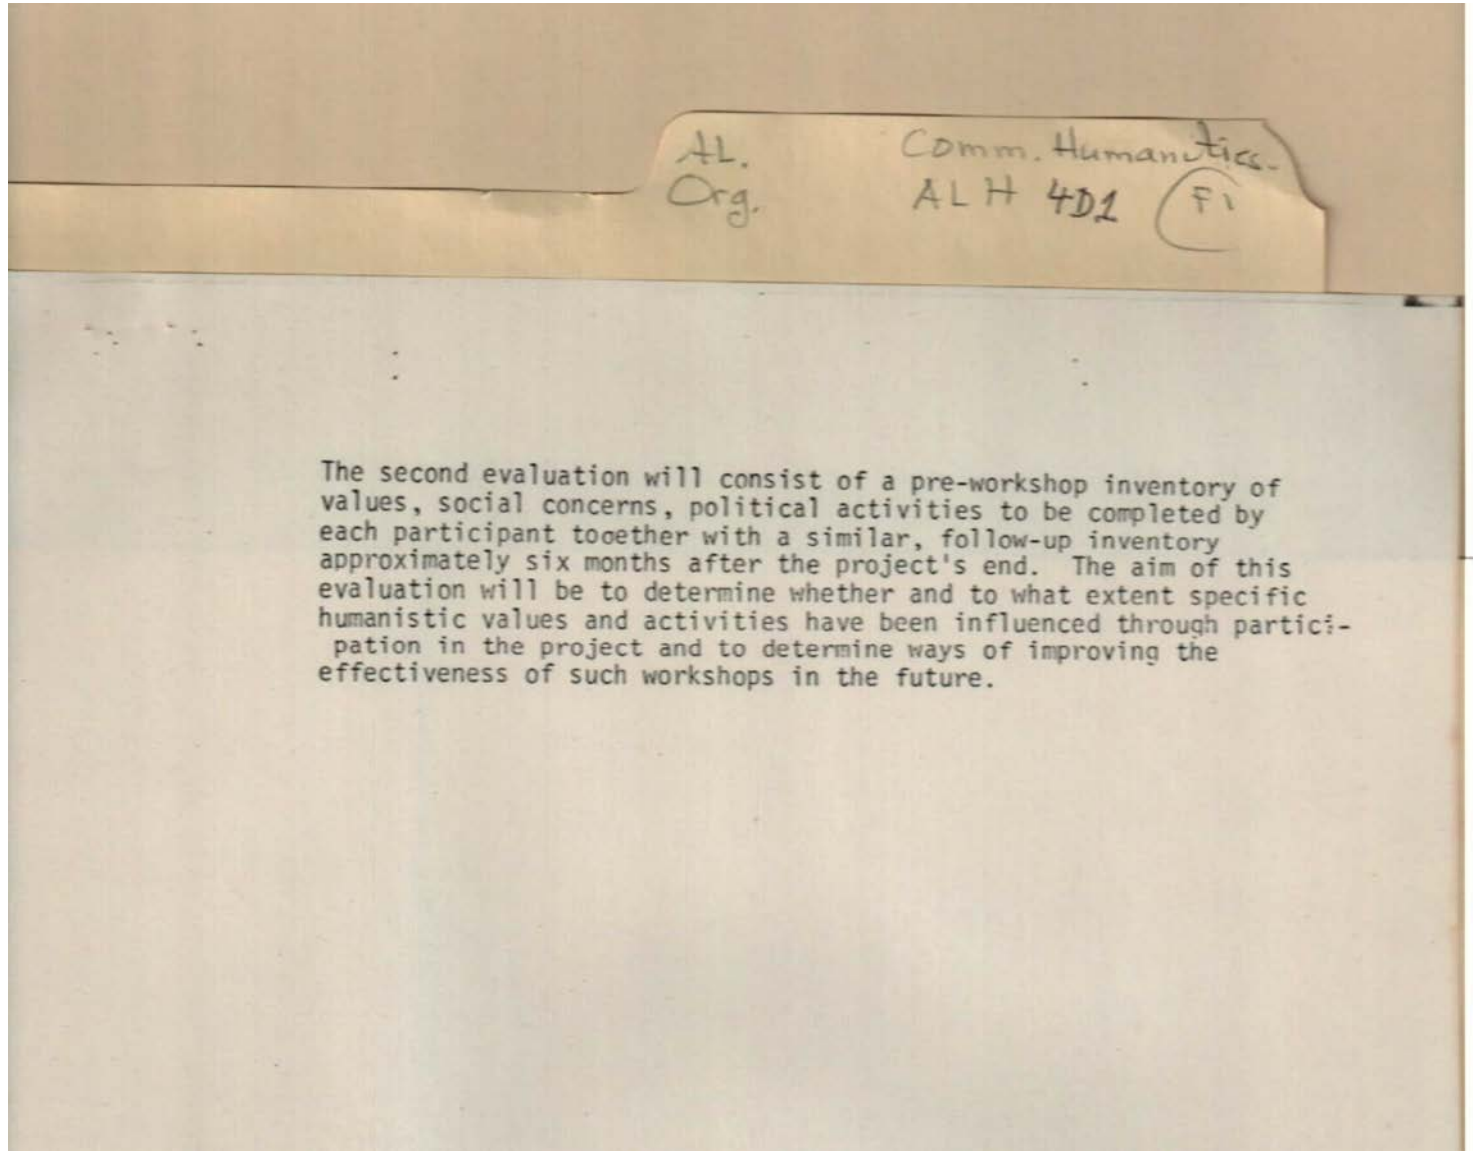 AL. Comm. Humanities.
Org. ALH 4D1 F1
The second evaluation will consist of a pre-workshop inventory of
values, social concerns, political activities to be completed by
each participant together with a similar, follow-up inventory
approximately six months after the project's end. The aim of this
evaluation will be to determine whether and to what extent specific
humanistic values and activities have been influenced through partici-
pation in the project and to determine ways of improving the
effectiveness of such workshops in the future.